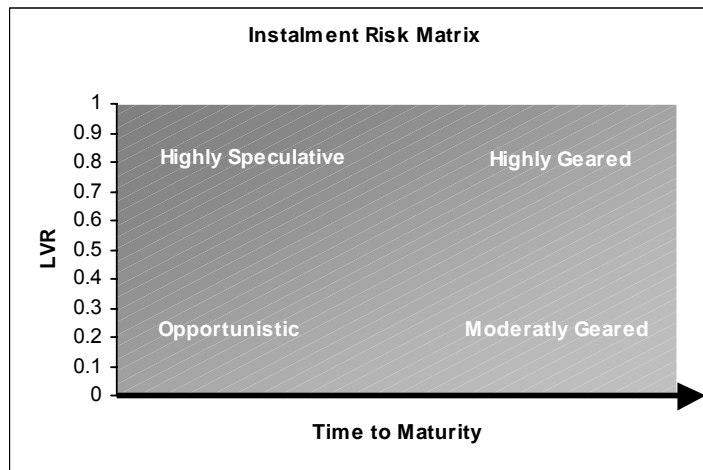 Instalment Risk Matrix
1
0.9
0.8
0.7
0.6
0.5
0.4
0.3
0.2
0.1
0
LVR
Highly Speculative
Highly Geared
Opportunistic
Moderatly Geared
Time to Maturity